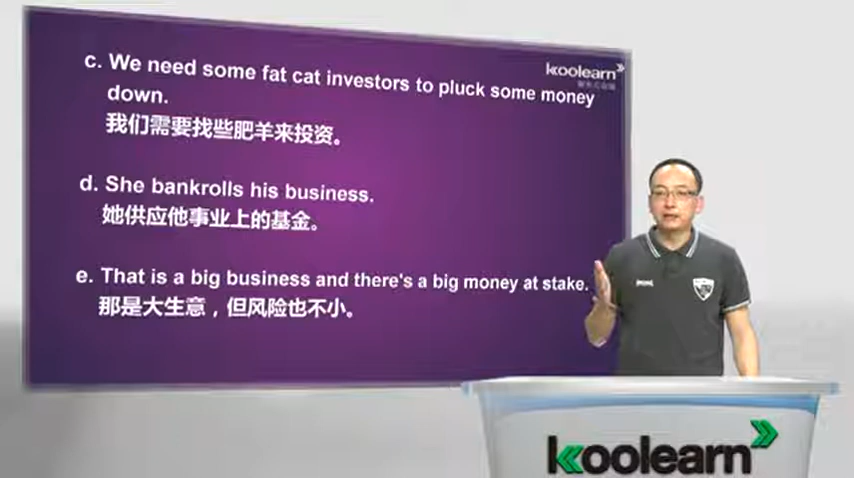 koolearn
c. We need some fat cat investors to pluck some money
down.
我们需要找些肥羊来投资。
d. She bankrolls his business.
她供应他事业上的基金。
e. That is a big business and there's a big money at stake.
那是大生意，但风险也不小。
koolearn